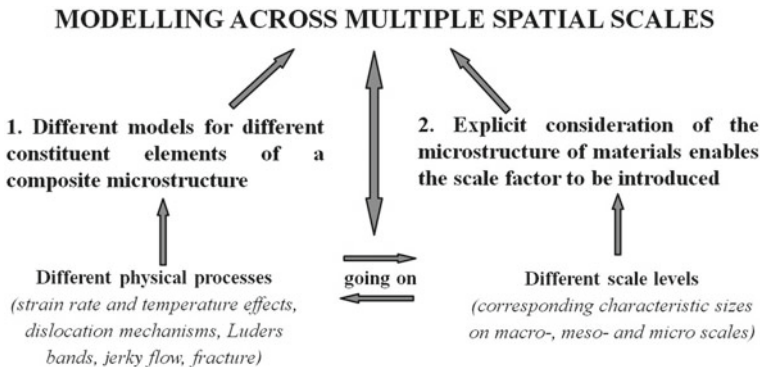 MODELLING ACROSS MULTIPLE SPATIAL SCALES
1. Different models for different
constituent elements of a
composite microstructure
2. Explicit consideration of the
microstructure of materials enables
the scale factor to be introduced
Different physical processes
(strain rate and temperature effects,
dislocation mechanisms, Luders
bands, jerky flow, fracture)
going on
Different scale levels
(corresponding characteristic sizes
on macro-, meso- and micro scales)